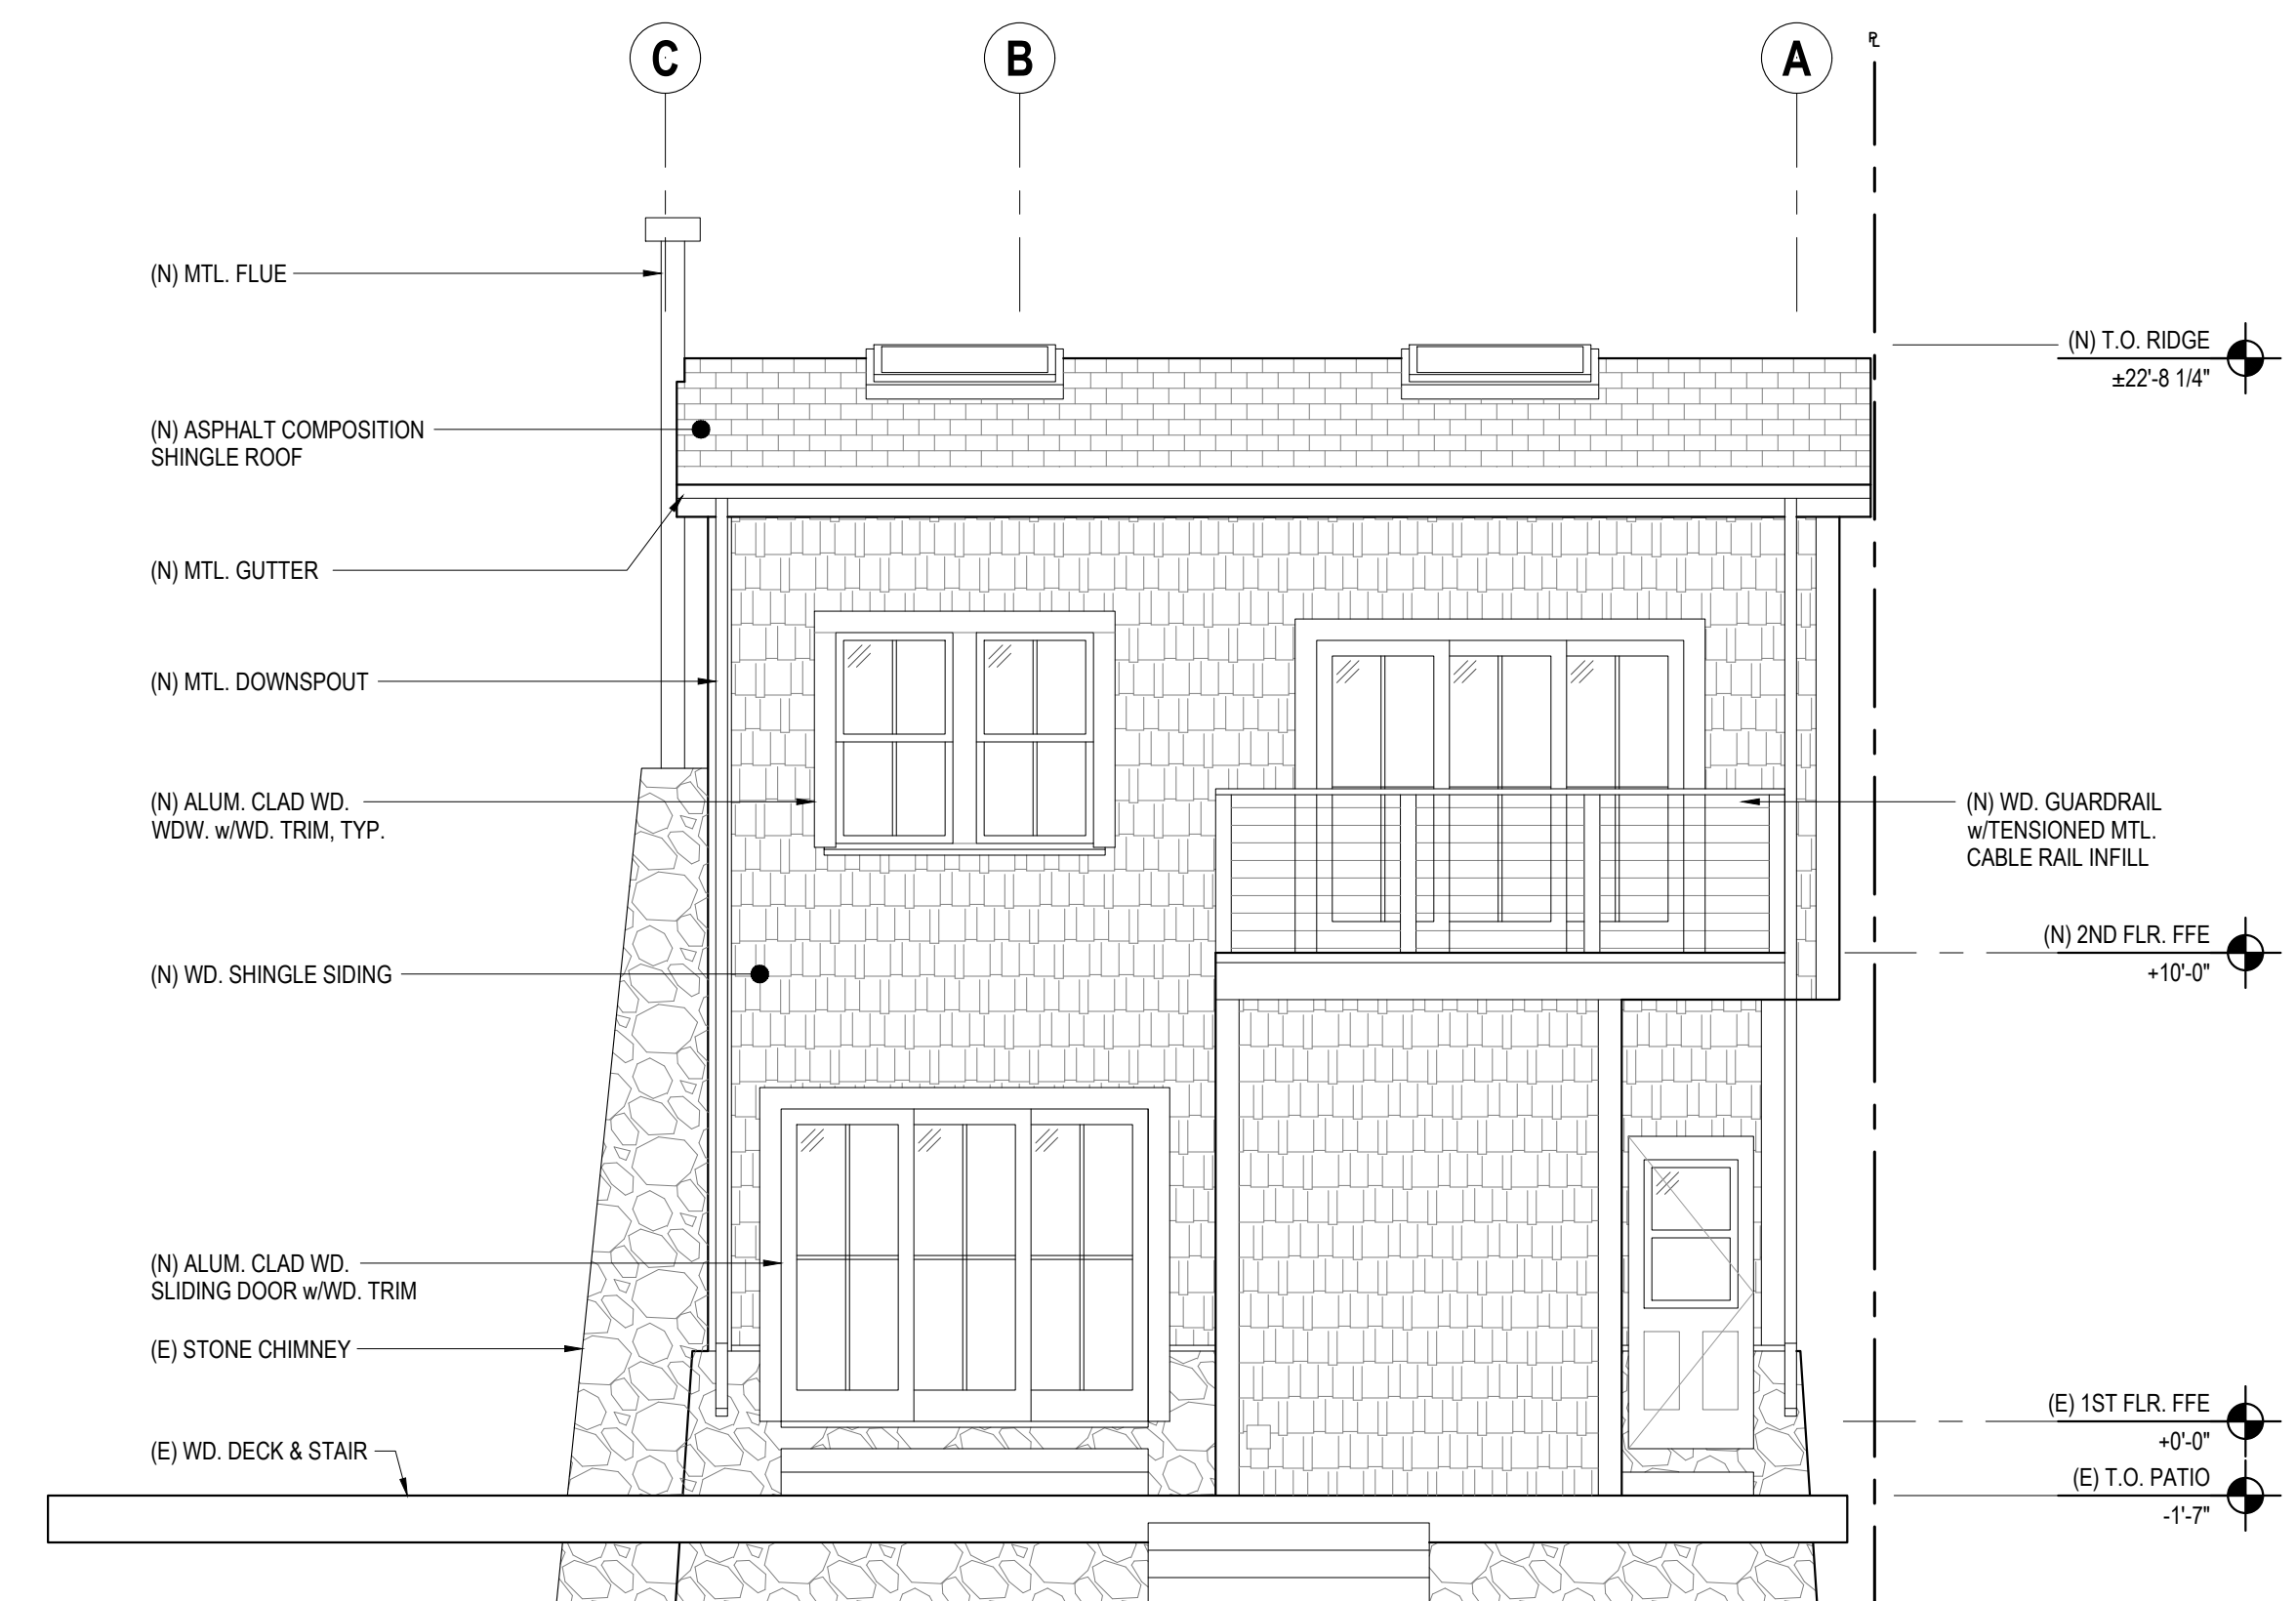 C
B
A
PL
(N) MTL. FLUE
(N) T.O. RIDGE
±22'-8 1/4"
(N) ASPHALT COMPOSITION
SHINGLE ROOF
(N) MTL. GUTTER
(N) MTL. DOWNSPOUT
(N) ALUM. CLAD WD.
WDW. w/WD. TRIM, TYP.
(N) WD. GUARDRAIL
w/TENSIONED MTL.
CABLE RAIL INFILL
(N) 2ND FLR. FFE
+10'-0"
(N) WD. SHINGLE SIDING
(N) ALUM. CLAD WD.
SLIDING DOOR w/WD. TRIM
(E) STONE CHIMNEY
(E) 1ST FLR. FFE
+0'-0"
(E) WD. DECK & STAIR
(E) T.O. PATIO
-1'-7"